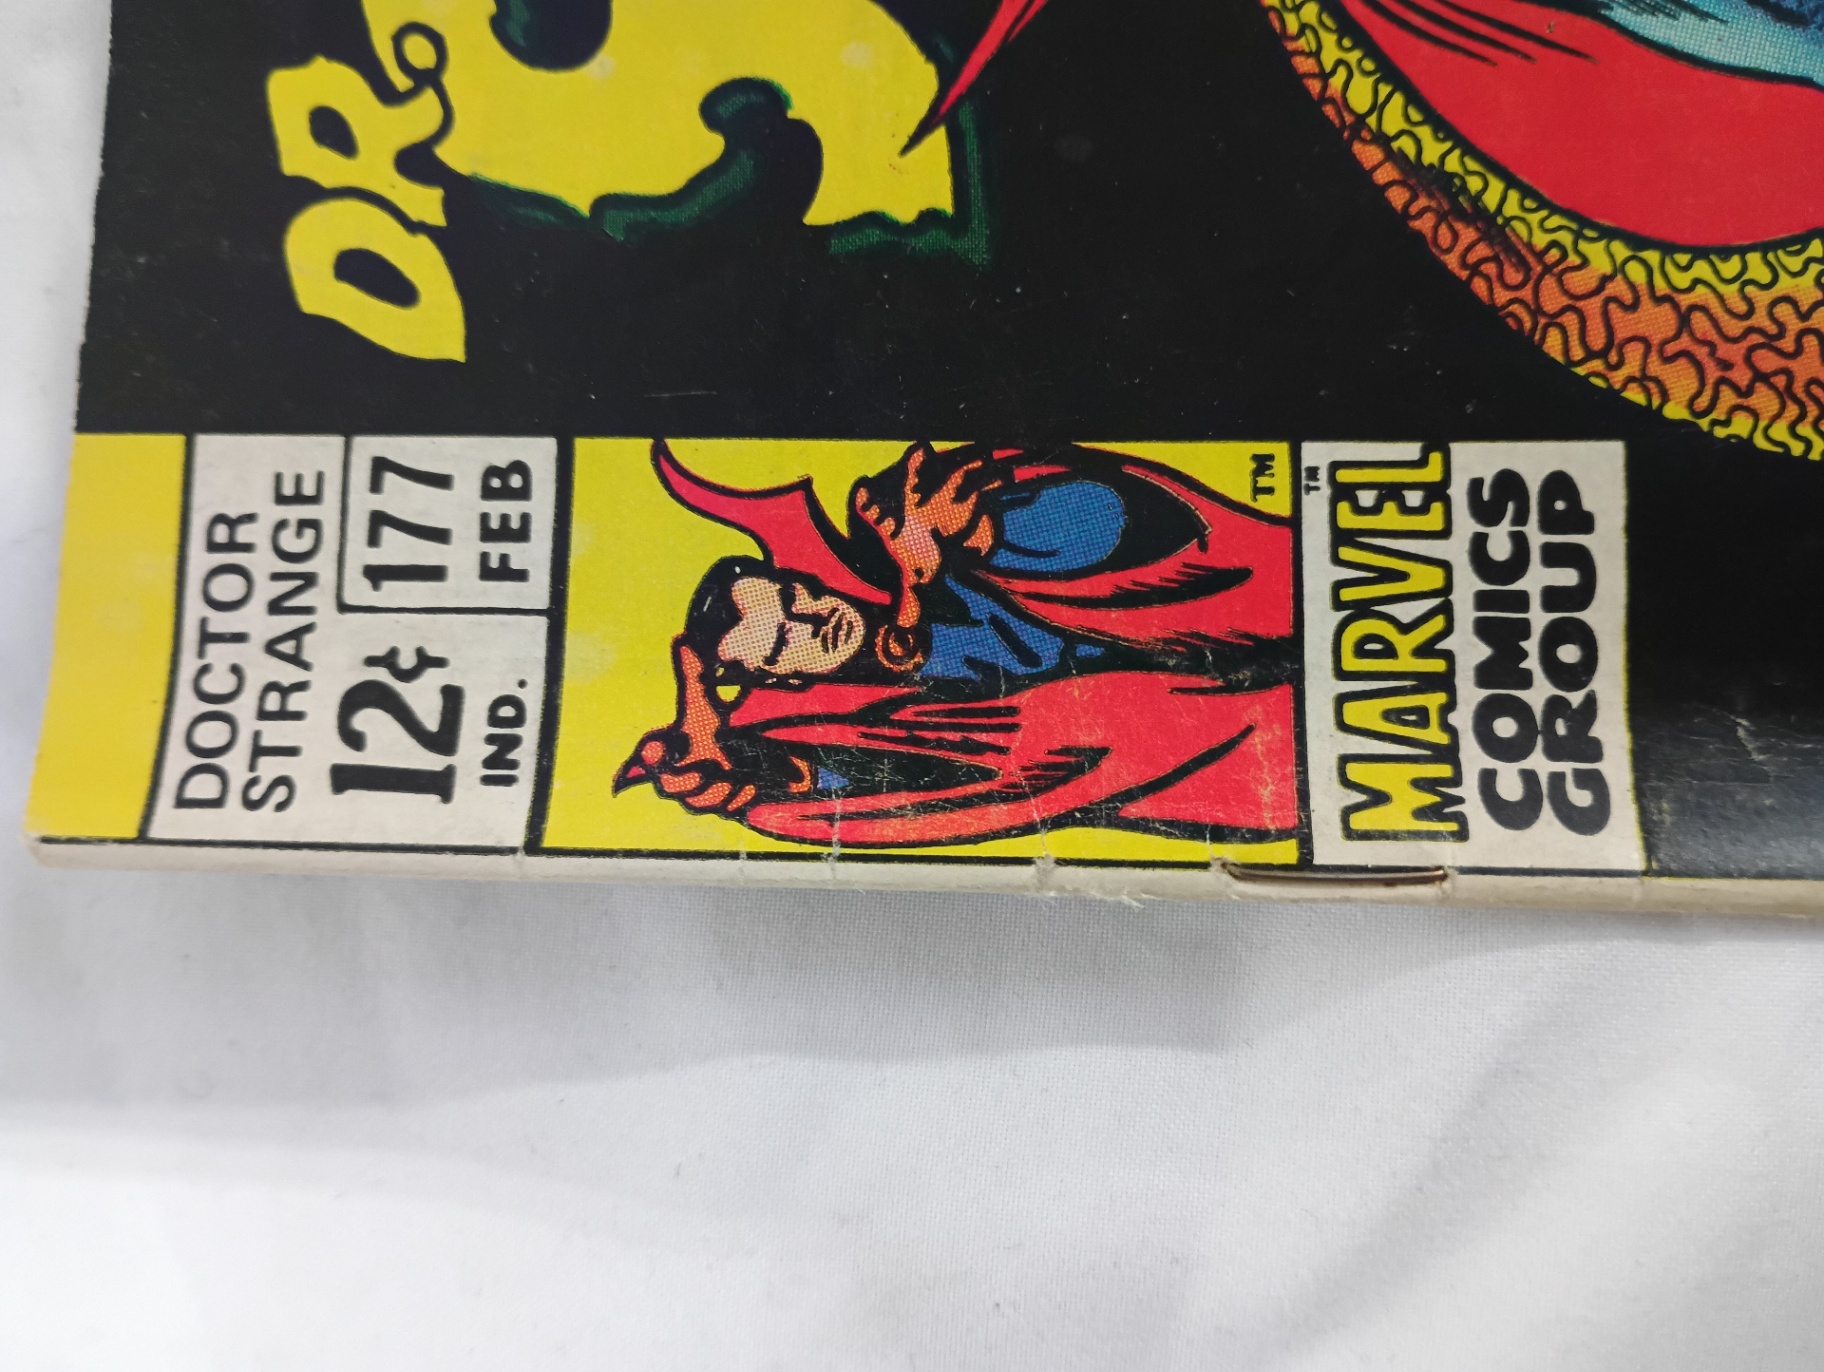 DOCTOR
STRANGE
12¢
177
IND.
FEB
TM
TM
MARVEL
COMICS
GROUP
DR.